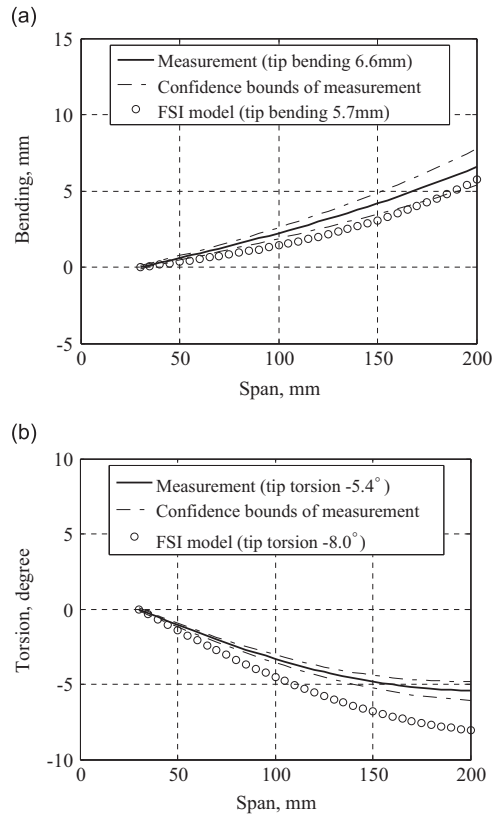 (a)
15
10
5
0
-5
Bending, mm
Measurement (tip bending 6.6mm)
Confidence bounds of measurement
FSI model (tip bending 5.7mm)
0
50
100
150
200
Span, mm
(b)
10
5
0
-5
-10
Torsion, degree
Measurement (tip torsion -5.4°)
Confidence bounds of measurement
FSI model (tip torsion -8.0°)
0
50
100
150
200
Span, mm